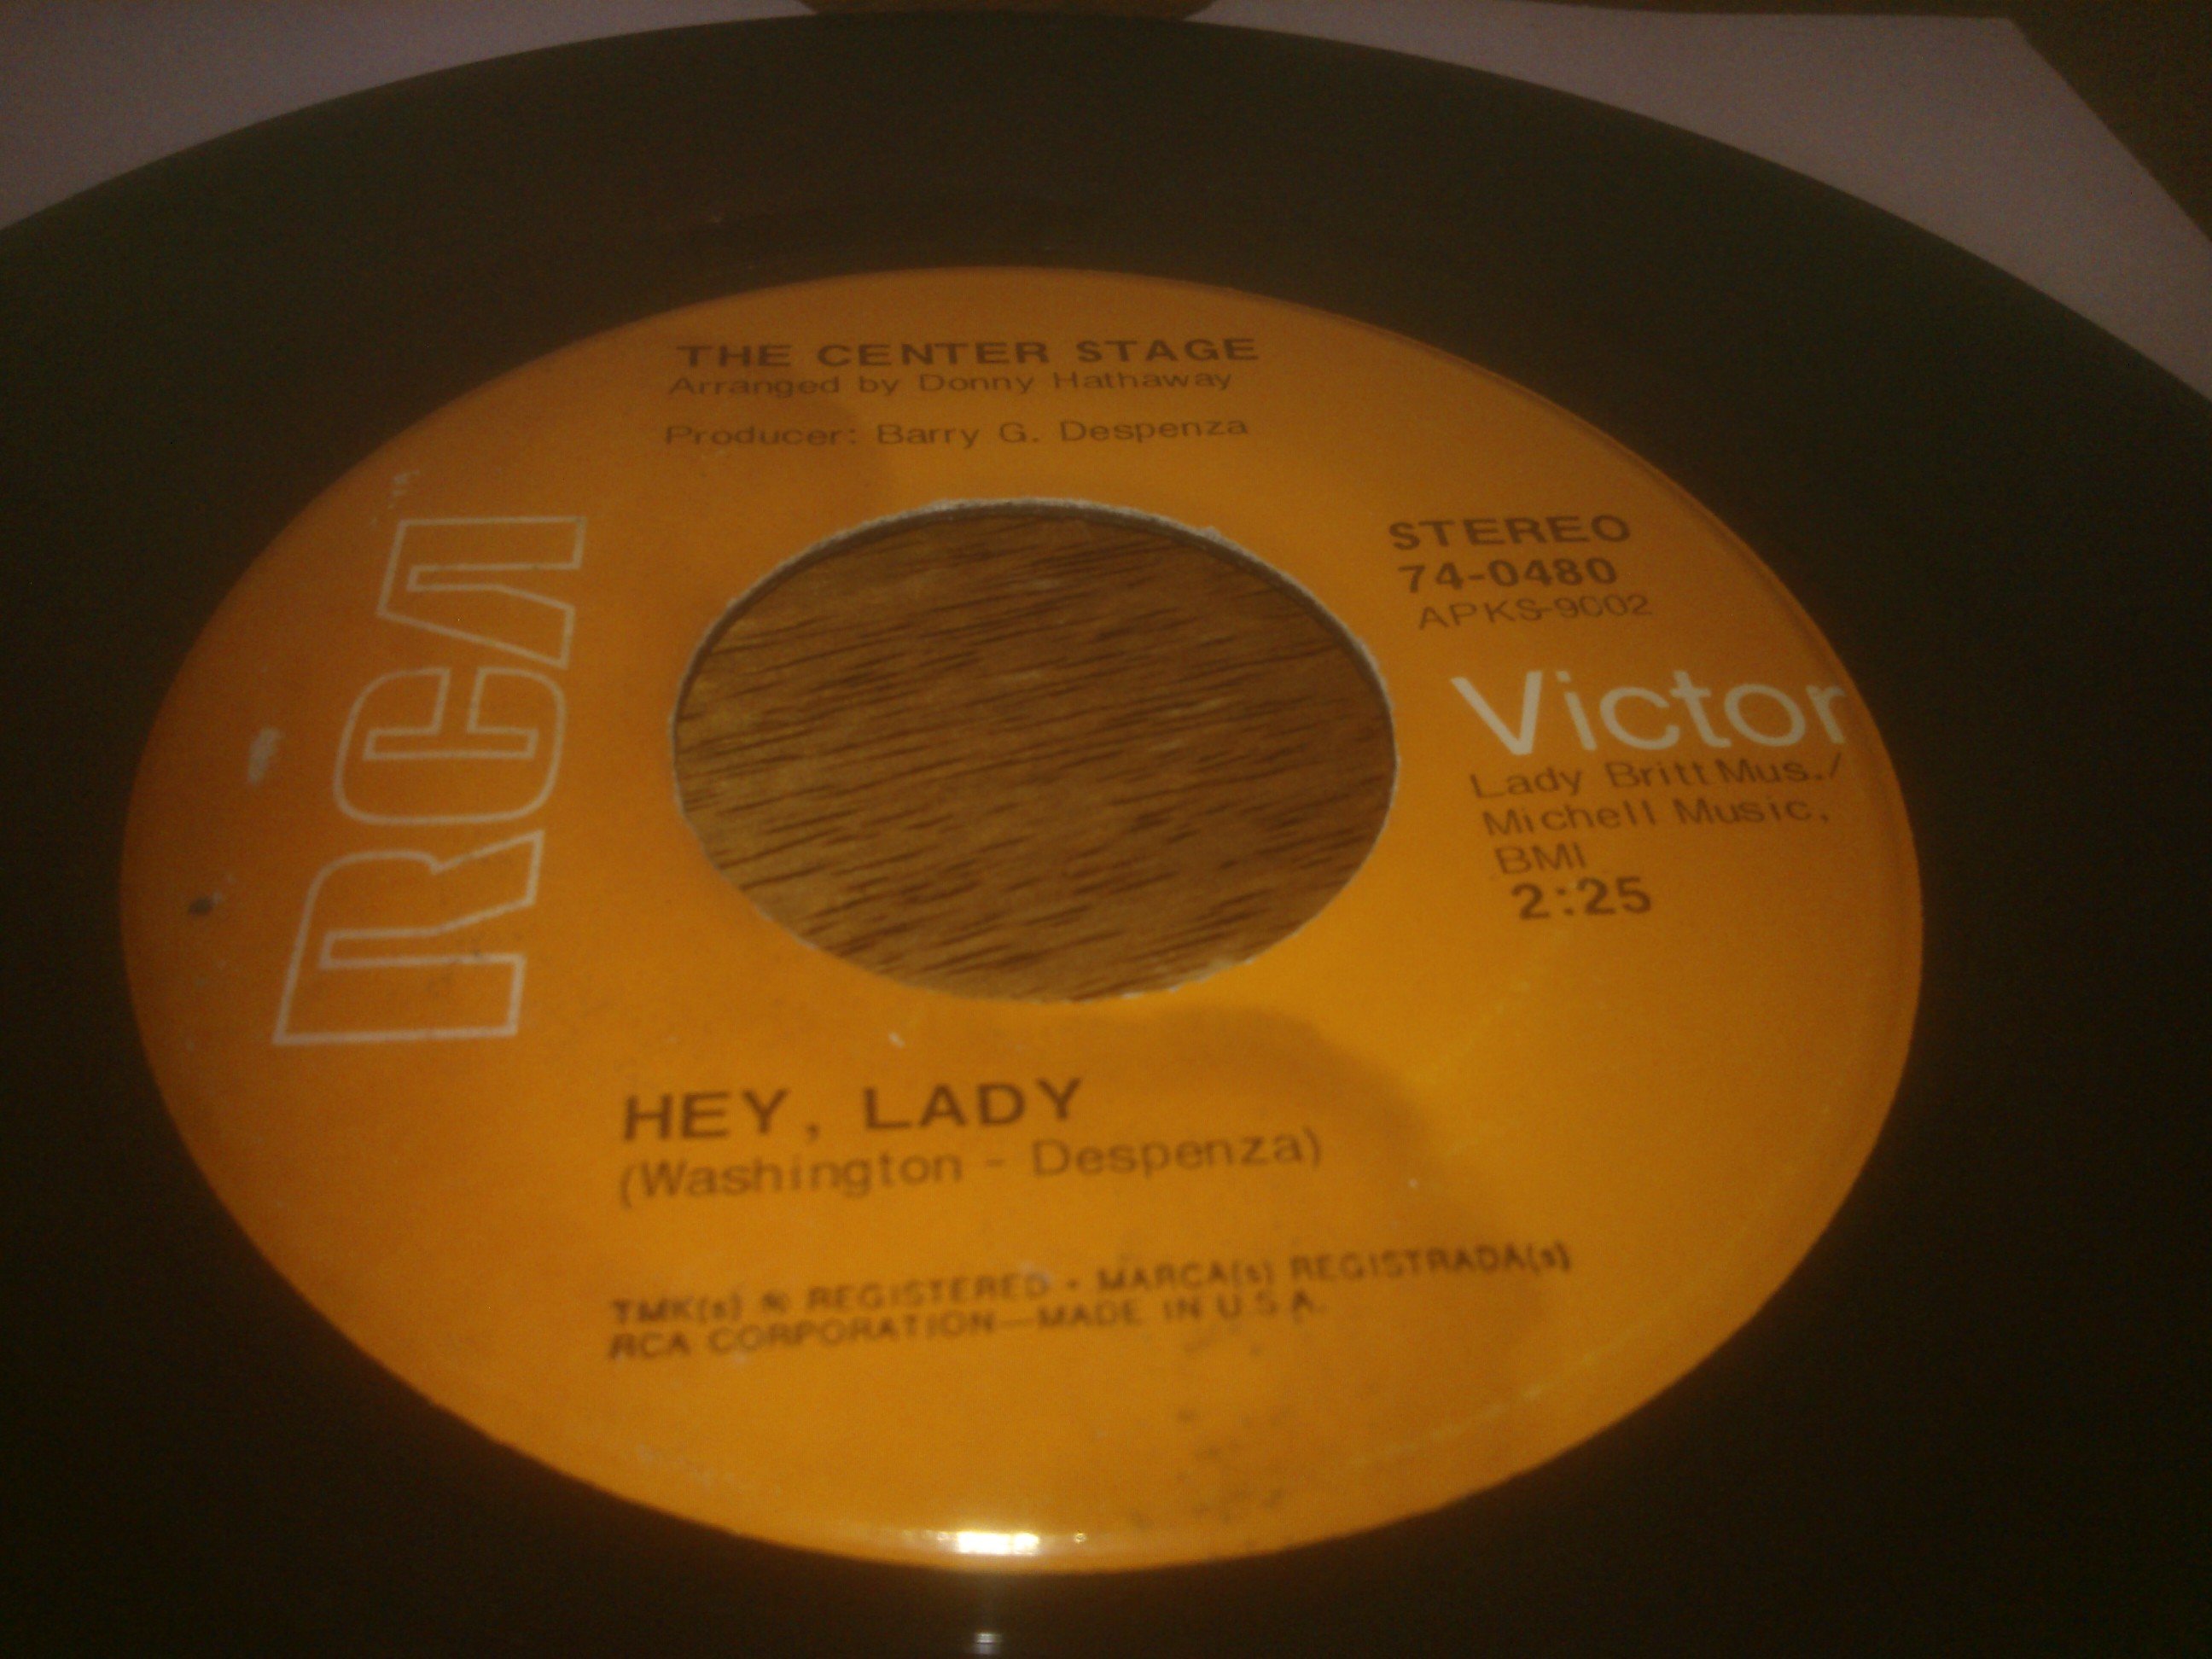 THE CENTER STAGE
Arranged by Donny Hathaway
Producer: Barry G. Despenza
RCA
TM
STEREO
74-0480
APKS-9002
Victor
Lady Britt Mus./
Michell Music,
BMI
2:25
HEY, LADY
(Washington - Despenza)
TMK(s) ® REGISTERED • MARCA(s) REGISTRADA(s)
RCA CORPORATION—MADE IN U.S.A.